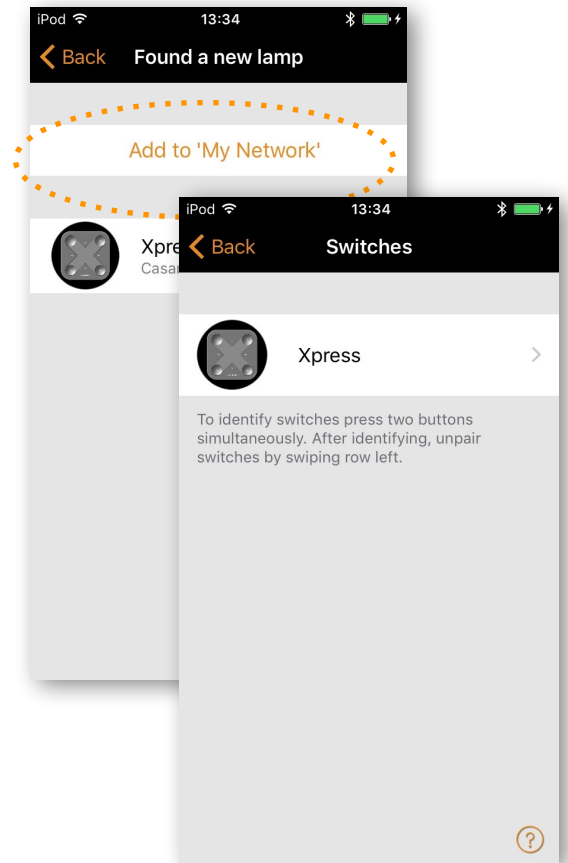 iPod 13:34
Back Found a new lamp
Add to 'My Network'
iPod 13:34
Back Switches
Xpress
To identify switches press two buttons
simultaneously. After identifying, unpair
switches by swiping row left.
?